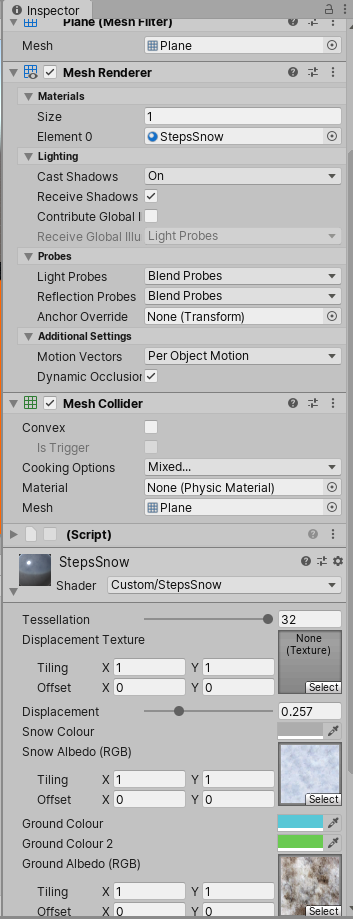 Inspector
Plane (Mesh Filter)
Mesh Plane
Mesh Renderer
Materials
Size 1
Element 0 StepsSnow
Lighting
Cast Shadows On
Receive Shadows
Contribute Global I
Receive Global Illu Light Probes
Probes
Light Probes Blend Probes
Reflection Probes Blend Probes
Anchor Override None (Transform)
Additional Settings
Motion Vectors Per Object Motion
Dynamic Occlusion
Mesh Collider
Convex
Is Trigger
Cooking Options Mixed...
Material None (Physic Material)
Mesh Plane
(Script)
StepsSnow
Shader Custom/StepsSnow
Tessellation 32
Displacement Texture None
(Texture)
Tiling X 1 Y 1
Offset X 0 Y 0 Select
Displacement 0.257
Snow Colour
Snow Albedo (RGB)
Tiling X 1 Y 1
Offset X 0 Y 0 Select
Ground Colour
Ground Colour 2
Ground Albedo (RGB)
Tiling X 1 Y 1
Offset X 0 Y 0 Select